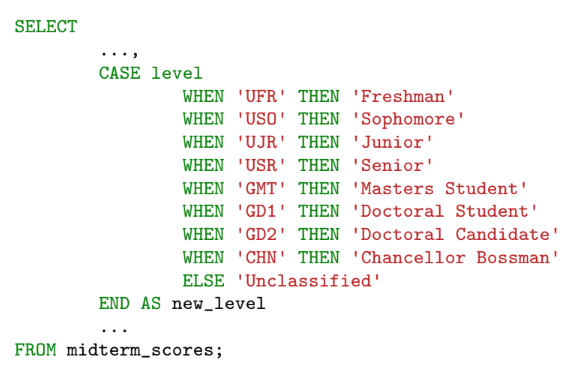 SELECT
...,
CASE level
WHEN 'UFR' THEN 'Freshman'
WHEN 'USO' THEN 'Sophomore'
WHEN 'UJR' THEN 'Junior'
WHEN 'USR' THEN 'Senior'
WHEN 'GMT' THEN 'Masters Student'
WHEN 'GD1' THEN 'Doctoral Student'
WHEN 'GD2' THEN 'Doctoral Candidate'
WHEN 'CHN' THEN 'Chancellor Bossman'
ELSE 'Unclassified'
END AS new_level
...
FROM midterm_scores;